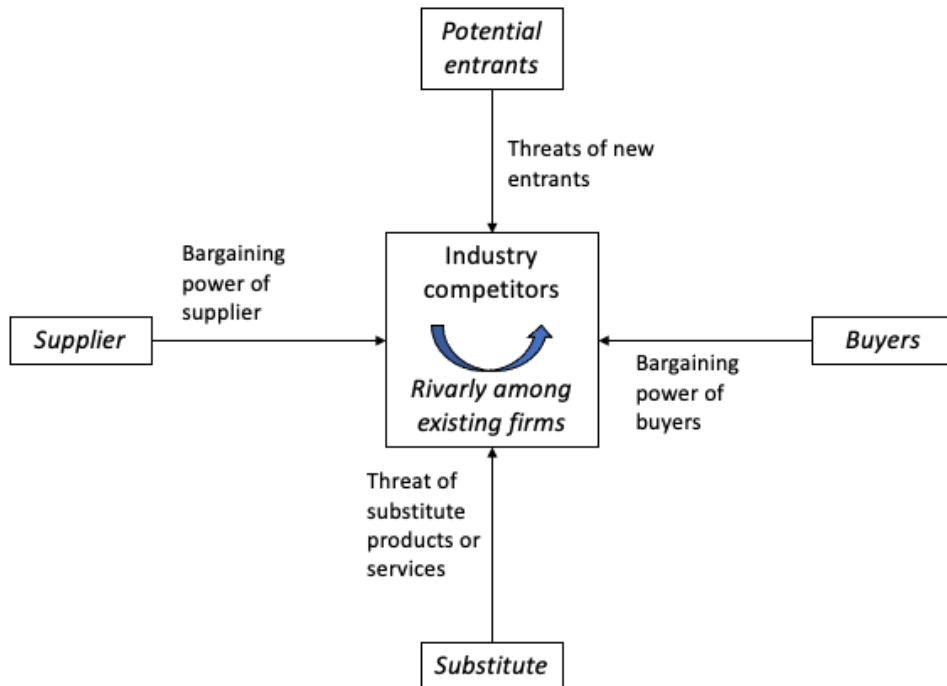 Potential
entrants
Threats of new
entrants
Bargaining
power of
supplier
Industry
competitors
Supplier
Buyers
Rivarly among
existing firms
Bargaining
power of
buyers
Threat of
substitute
products or
services
Substitute